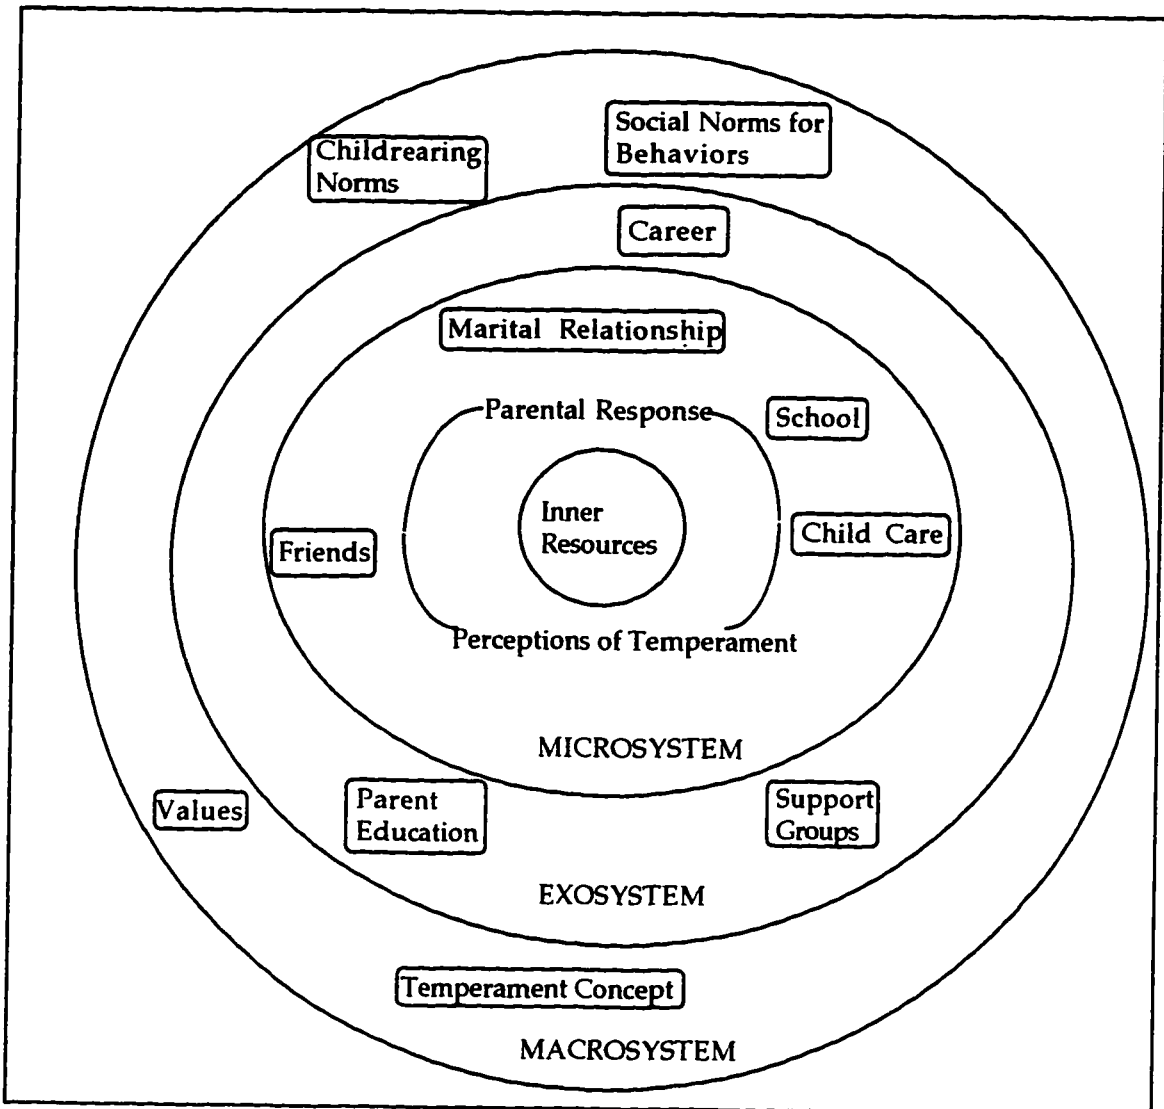 Social Norms for
Behaviors
Childrearing
Norms
Career
Marital Relationship
Parental Response
School
Inner
Resources
Friends
Child Care
Perceptions of Temperament
MICROSYSTEM
Parent
Education
Support
Groups
Values
EXOSYSTEM
Temperament Concept
MACROSYSTEM